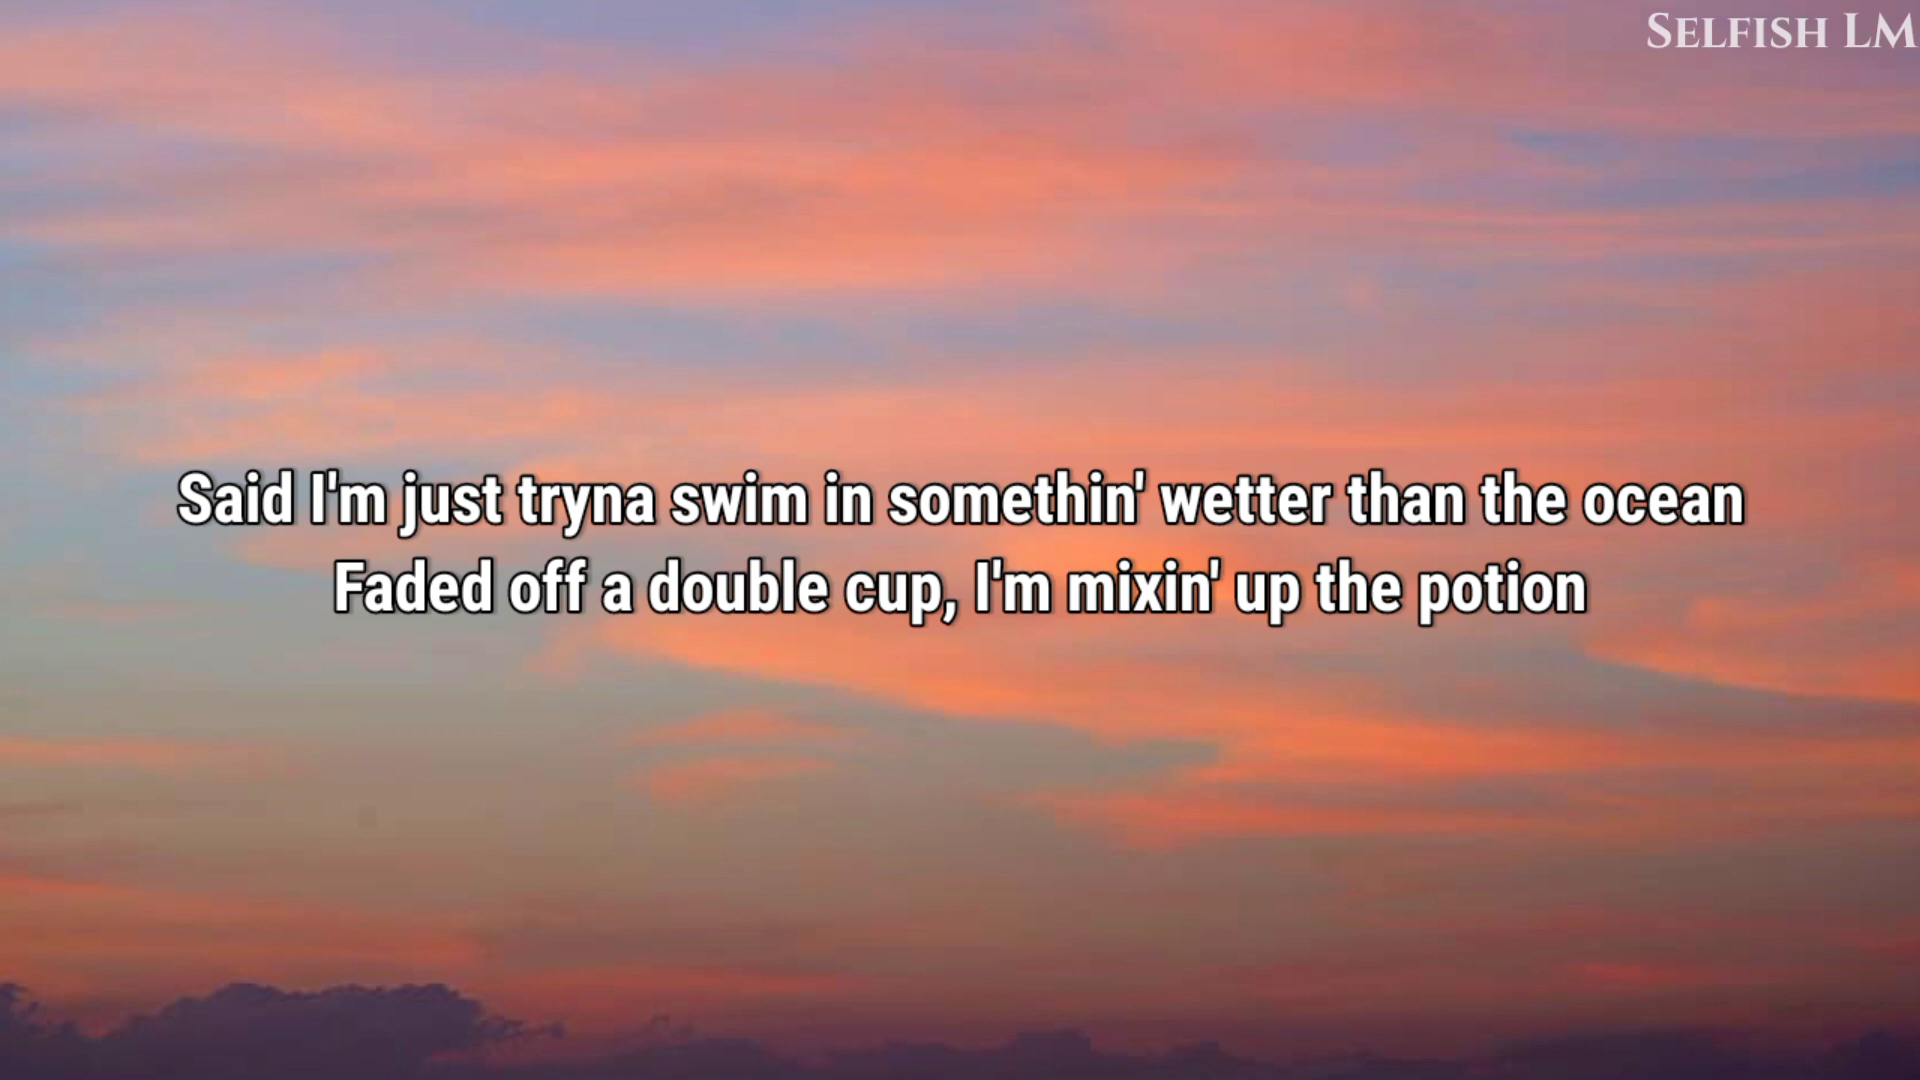 SELFISH LM
Said I'm just tryna swim in somethin' wetter than the ocean
Faded off a double cup, I'm mixin' up the potion